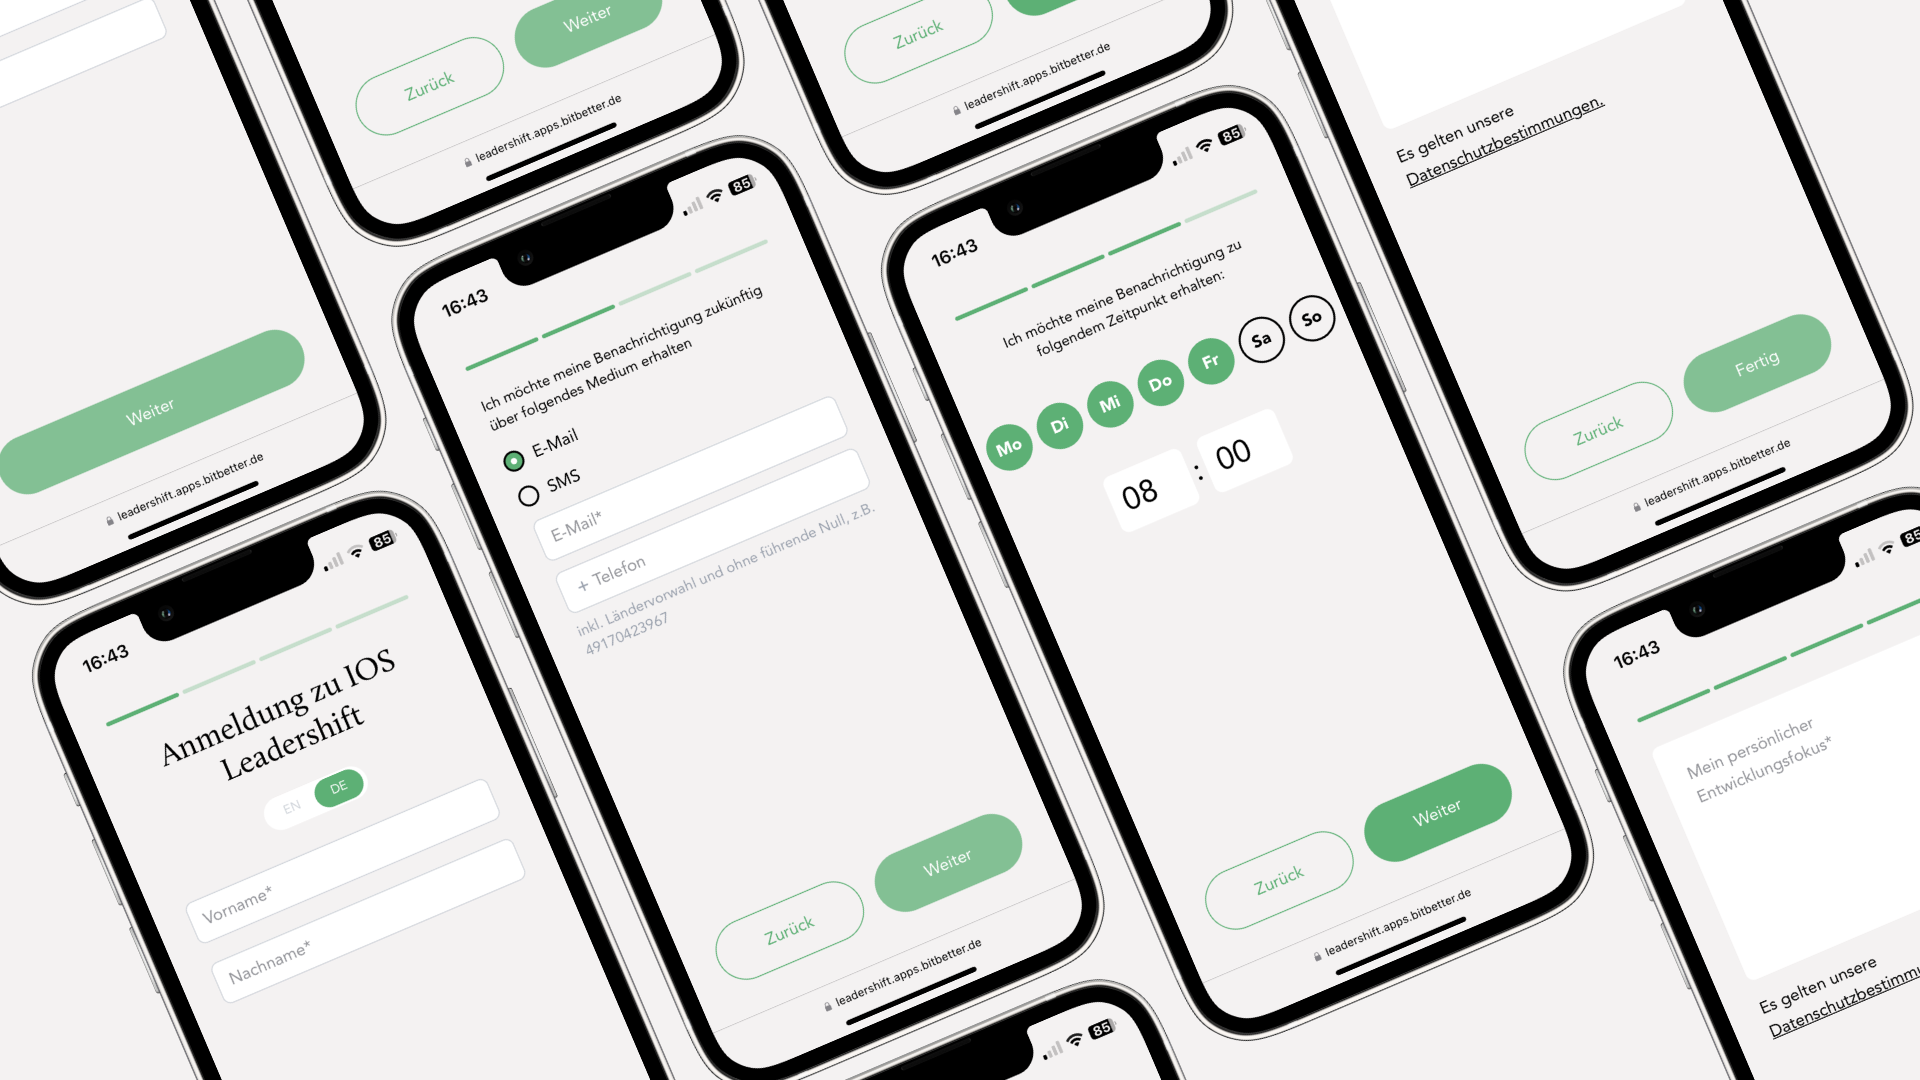 Weiter
leadershift.apps.bitbetter.de
Zurück
Weiter
leadershift.apps.bitbetter.de
Zurück
leadershift.apps.bitbetter.de
Es gelten unsere
Datenschutzbestimmungen.
Zurück
Fertig
leadershift.apps.bitbetter.de
16:43
85
Anmeldung zu IOS
Leadershift
EN
DE
Vorname*
Nachname*
16:43
85
Ich möchte meine Benachrichtigung zukünftig
über folgendes Medium erhalten
E-Mail
SMS
E-Mail*
+ Telefon
inkl. Ländervorwahl und ohne führende Null, z.B.
49170423967
Zurück
Weiter
leadershift.apps.bitbetter.de
16:43
85
Ich möchte meine Benachrichtigung zu
folgendem Zeitpunkt erhalten:
Mo Di Mi Do Fr Sa So
08 : 00
Zurück
Weiter
leadershift.apps.bitbetter.de
16:43
85
Mein persönlicher
Entwicklungsfokus*
Es gelten unsere
Datenschutzbestimmu
85